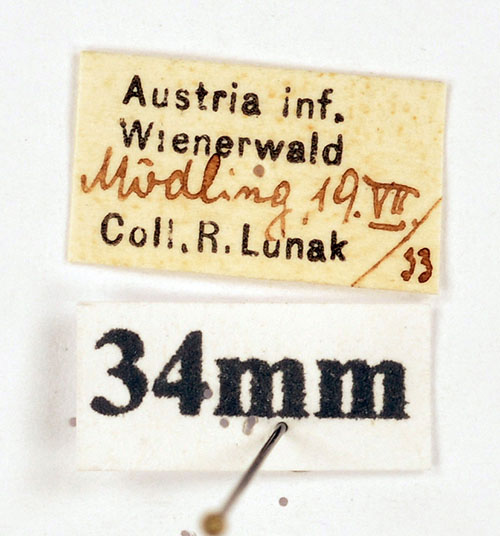 Austria inf.
Wienerwald
Mödling, 19.VII.
Coll. R. Lunak /33
34mm